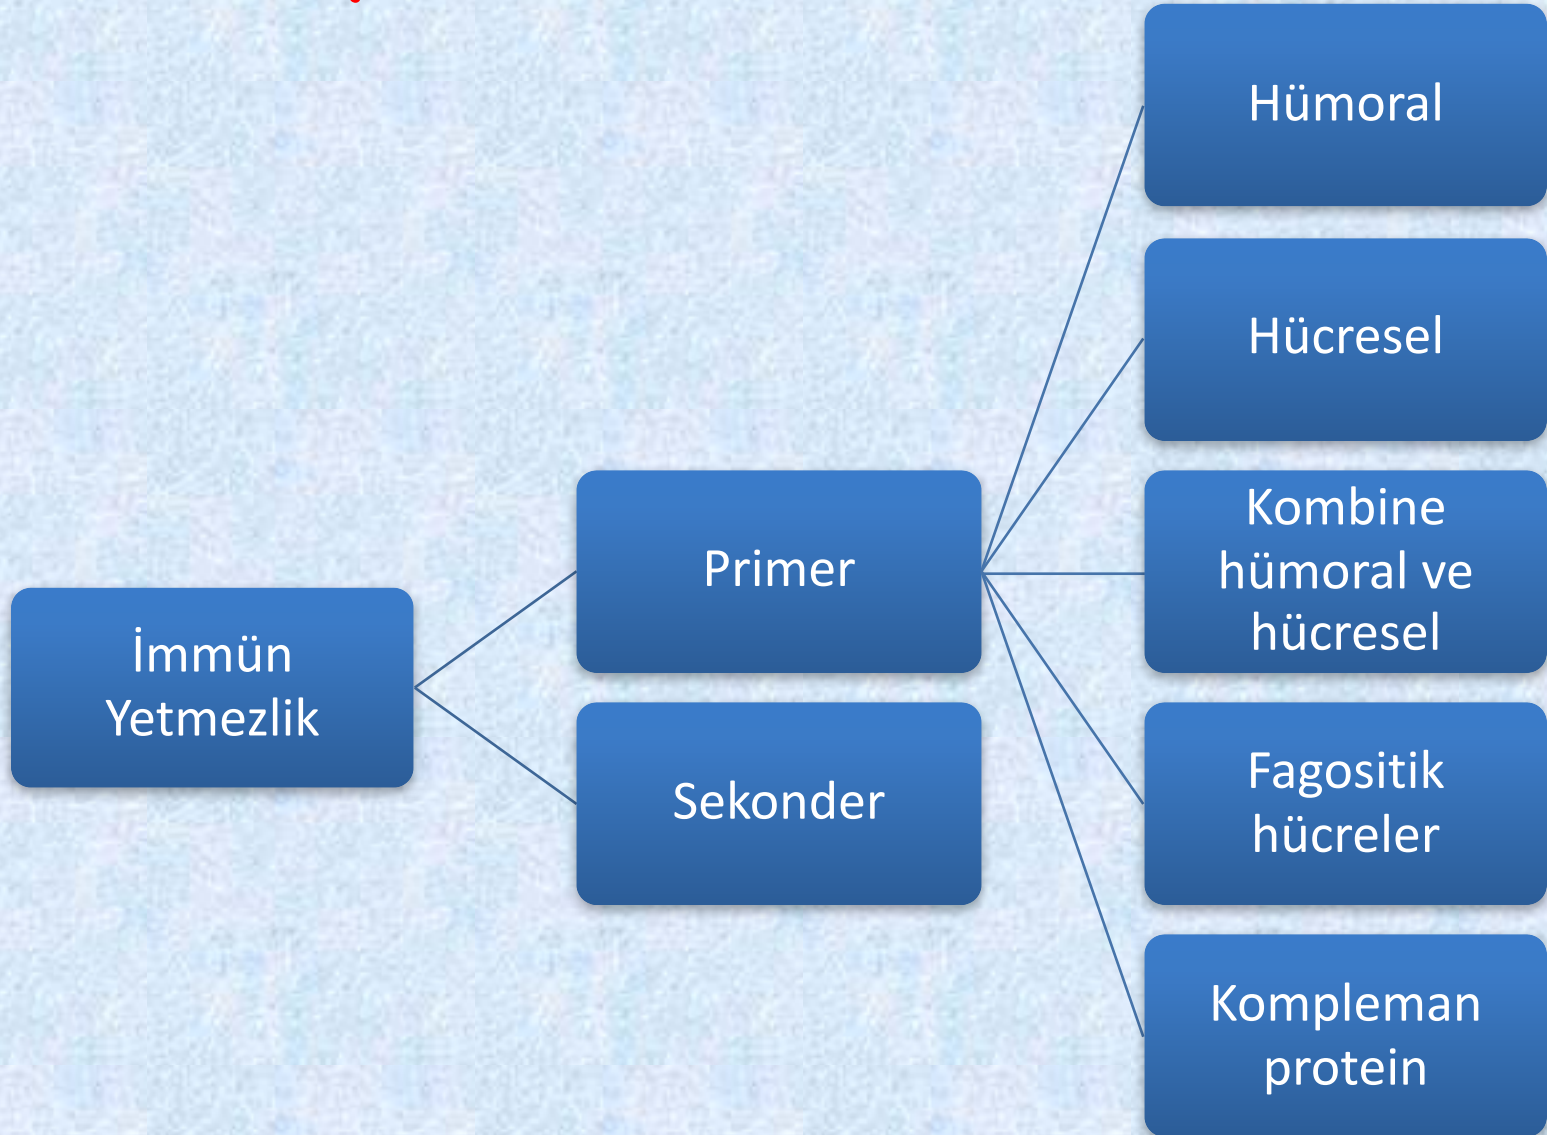 İmmün
Yetmezlik
Primer
Sekonder
Hümoral
Hücresel
Kombine
hümoral ve
hücresel
Fagositik
hücreler
Kompleman
protein